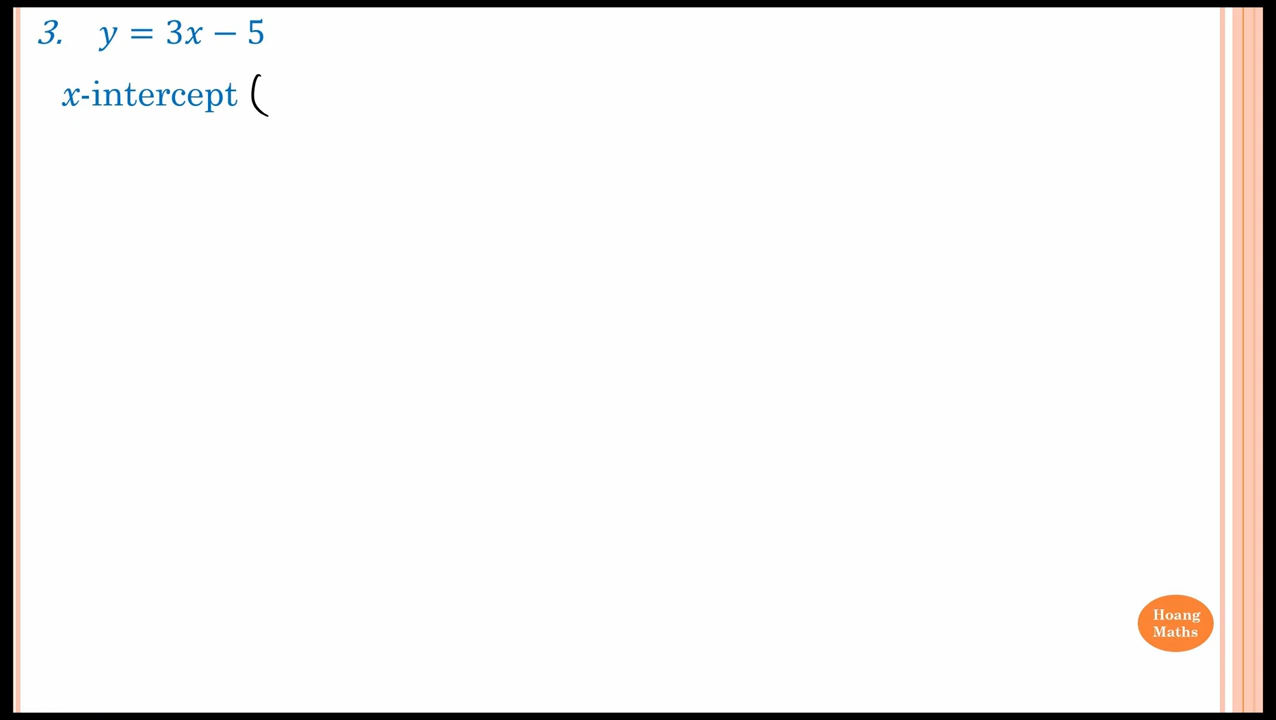 3. y = 3x − 5
x-intercept (
Hoang
Maths